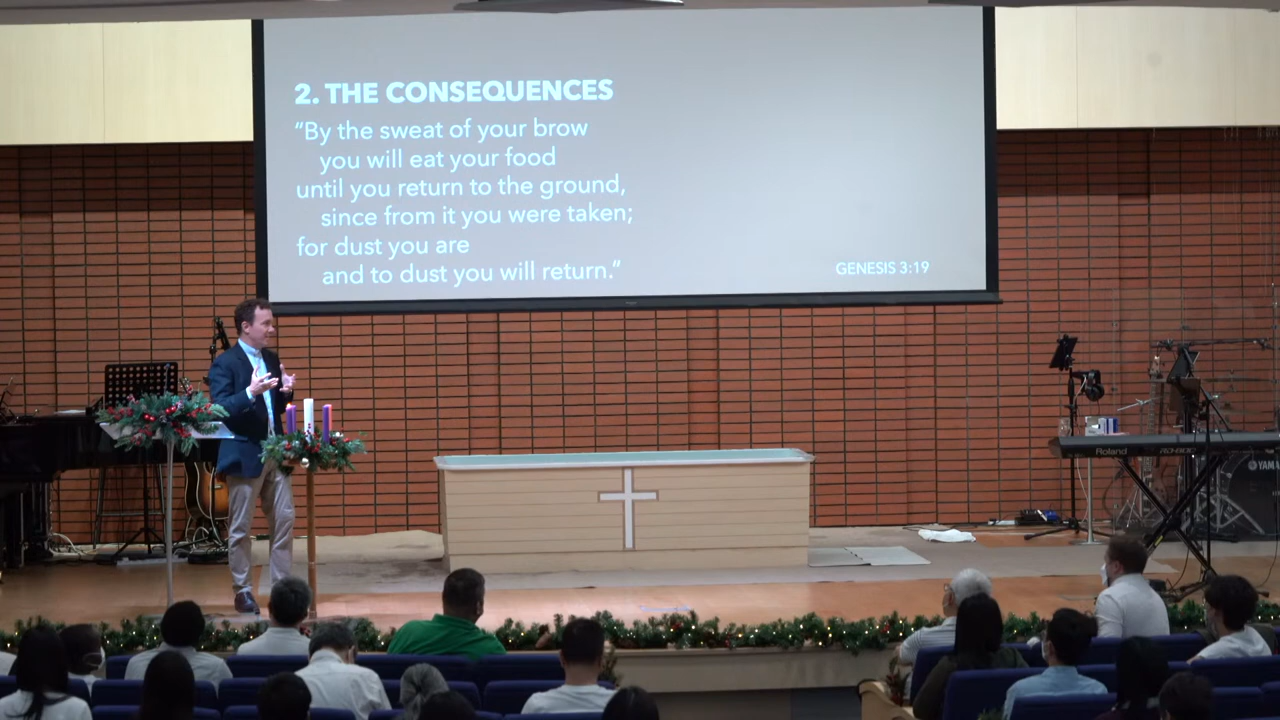 2. THE CONSEQUENCES
“By the sweat of your brow
you will eat your food
until you return to the ground,
since from it you were taken;
for dust you are
and to dust you will return.”
GENESIS 3:19
Roland
YAMA